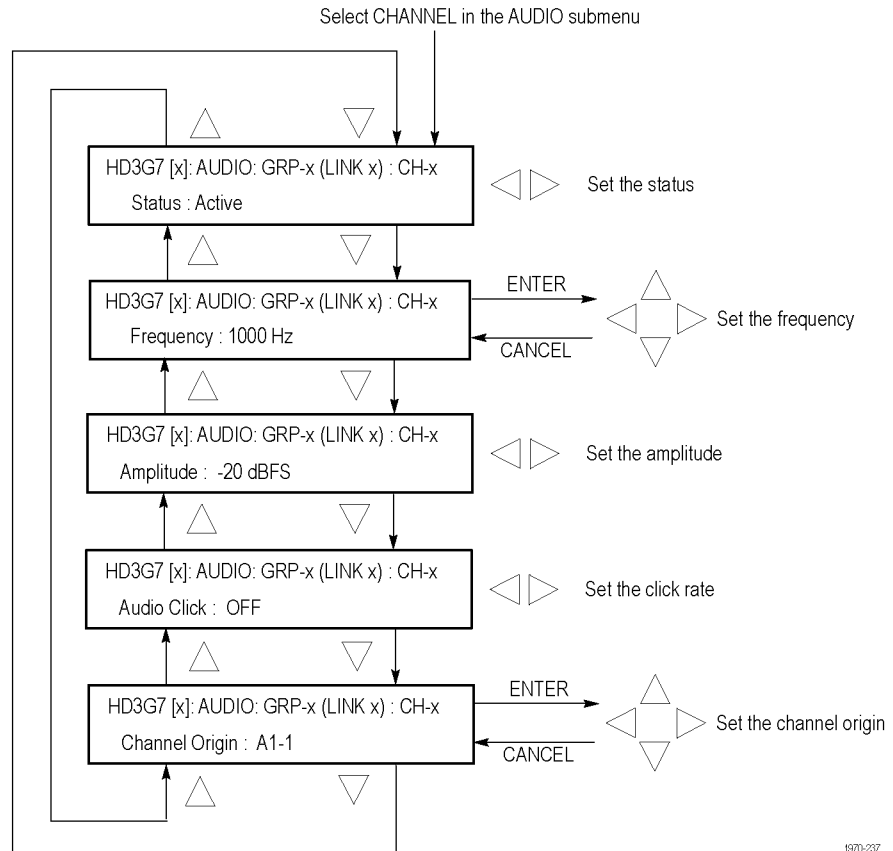 Select CHANNEL in the AUDIO submenu
HD3G7 [x]: AUDIO: GRP-x (LINK x) : CH-x
Status : Active
Set the status
HD3G7 [x]: AUDIO: GRP-x (LINK x) : CH-x
Frequency : 1000 Hz
ENTER
CANCEL
Set the frequency
HD3G7 [x]: AUDIO: GRP-x (LINK x) : CH-x
Amplitude : -20 dBFS
Set the amplitude
HD3G7 [x]: AUDIO: GRP-x (LINK x) : CH-x
Audio Click : OFF
Set the click rate
HD3G7 [x]: AUDIO: GRP-x (LINK x) : CH-x
Channel Origin : A1-1
ENTER
CANCEL
Set the channel origin
1970-237